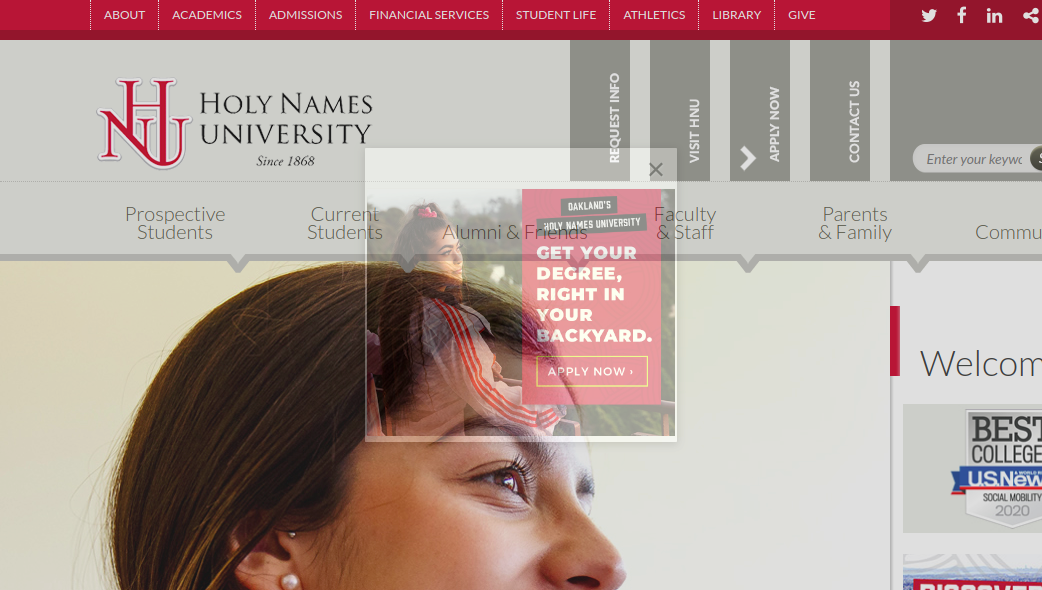 ABOUT
ACADEMICS
ADMISSIONS
FINANCIAL SERVICES
STUDENT LIFE
ATHLETICS
LIBRARY
GIVE
HOLY NAMES
UNIVERSITY
Since 1868
REQUEST INFO
VISIT HNU
APPLY NOW
CONTACT US
Enter your keywc
S
Prospective
Students
Current
Students
Alumni & Friends
Faculty
& Staff
Parents
& Family
Commu
OAKLAND'S
HOLY NAMES UNIVERSITY
GET YOUR
DEGREE,
RIGHT IN
YOUR
BACKYARD.
APPLY NOW ›
Welcom
BEST
COLLEGE
U.S.News
SOCIAL MOBILITY
2020
DISCOVER